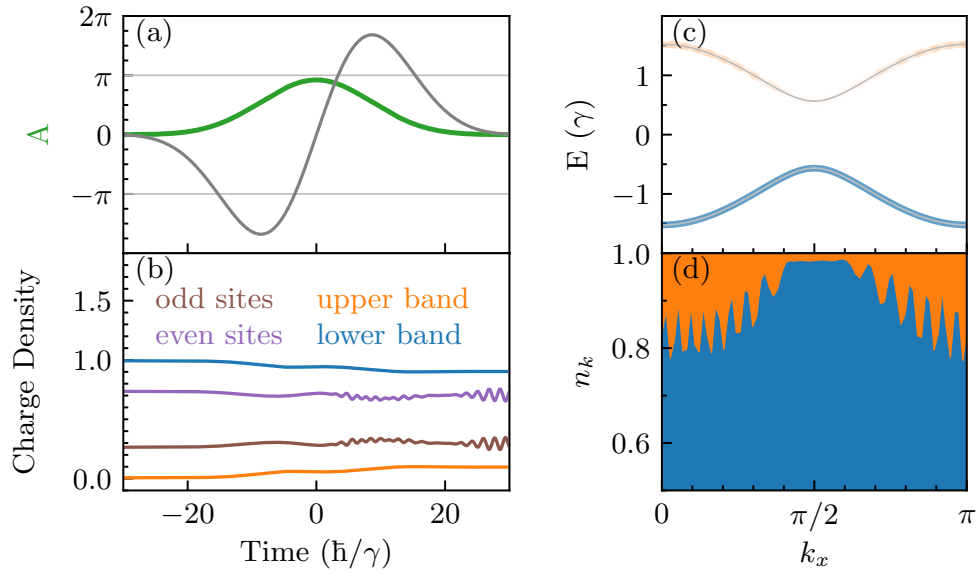 (a)
2π
π
0
−π
A
(b)
odd sites
upper band
even sites
lower band
1.5
1.0
0.5
0.0
Charge Density
−20
0
20
Time (ħ/γ)
(c)
1
0
−1
E (γ)
(d)
1.0
0.8
0.6
n_k
0
π/2
π
k_x